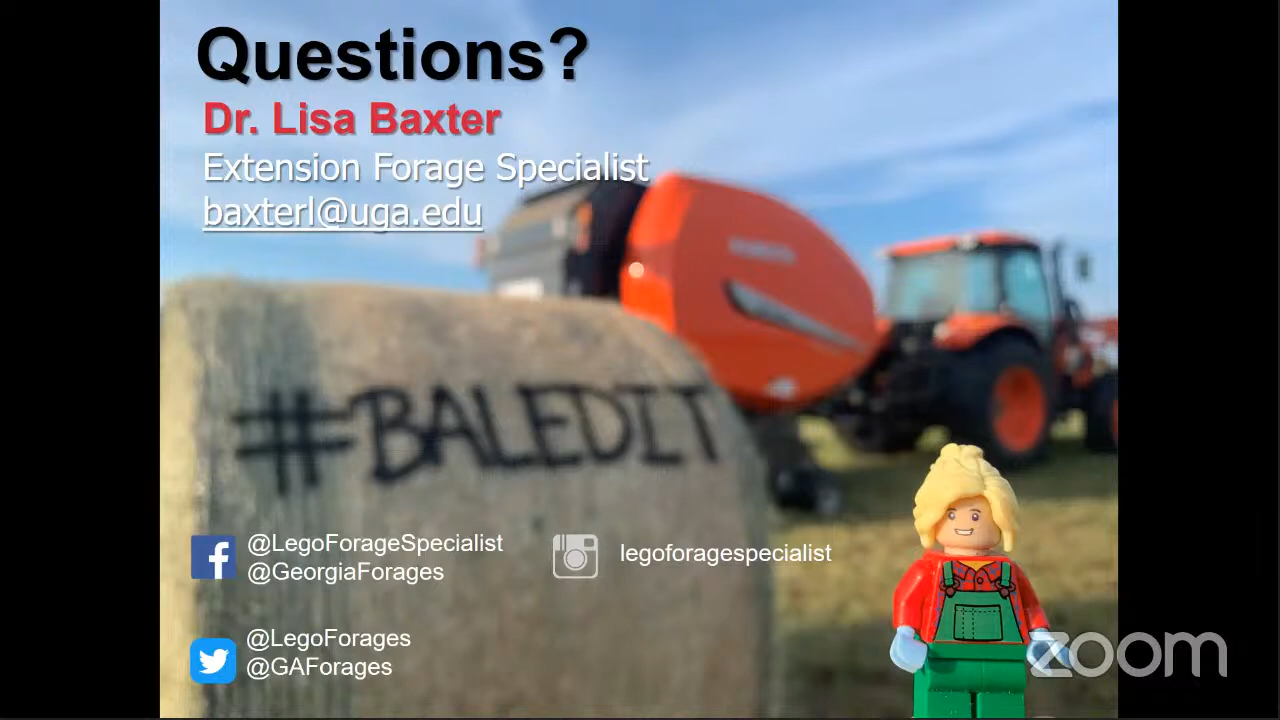 Questions?
Dr. Lisa Baxter
Extension Forage Specialist
baxterl@uga.edu
#BALEDIT
@LegoForageSpecialist
@GeorgiaForages
legoforagespecialist
@LegoForages
@GAForages
zoom